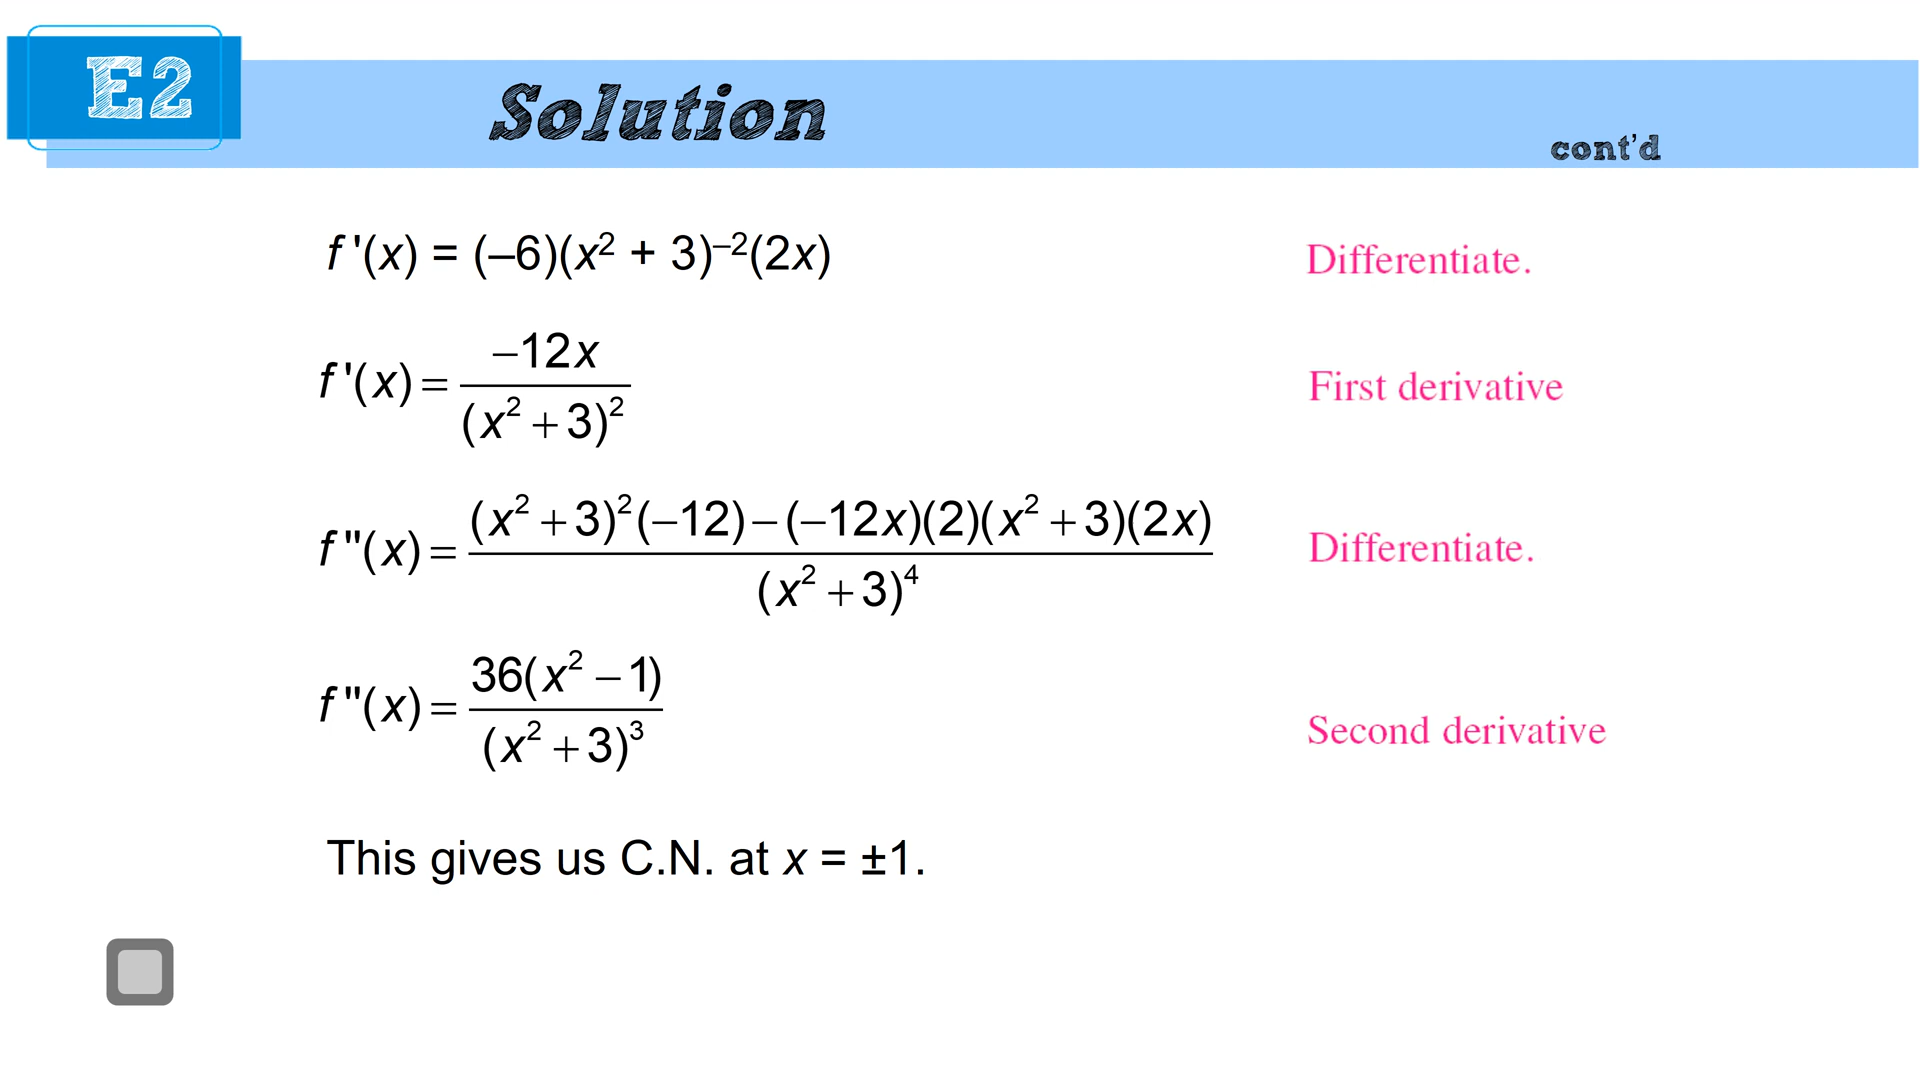 E2
Solution
cont'd
f '(x) = (–6)(x² + 3)⁻²(2x)
Differentiate.
f '(x) = −12x / (x² + 3)²
First derivative
f "(x) = (x² + 3)²(−12) − (−12x)(2)(x² + 3)(2x) / (x² + 3)⁴
Differentiate.
f "(x) = 36(x² − 1) / (x² + 3)³
Second derivative
This gives us C.N. at x = ±1.